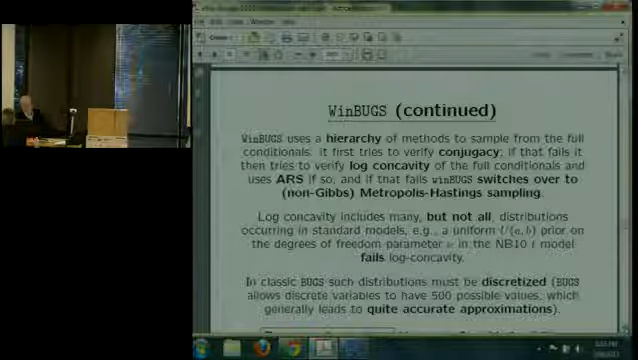 WinBUGS (continued)
WinBUGS uses a hierarchy of methods to sample from the full
conditionals: it first tries to verify conjugacy; if that fails it
then tries to verify log concavity of the full conditionals and
uses ARS if so; and if that fails winBUGS switches over to
(non-Gibbs) Metropolis-Hastings sampling.
Log concavity includes many, but not all, distributions
occurring in standard models, e.g., a uniform U(a, b) prior on
the degrees of freedom parameter ν in the NB10 t model
fails log-concavity.
In classic BUGS such distributions must be discretized (BUGS
allows discrete variables to have 500 possible values, which
generally leads to quite accurate approximations).